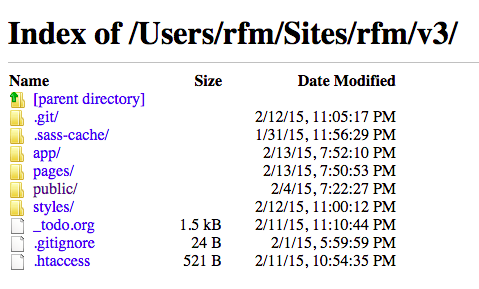 Index of /Users/rfm/Sites/rfm/v3/
Name Size Date Modified
[parent directory]
.git/ 2/12/15, 11:05:17 PM
.sass-cache/ 1/31/15, 11:56:29 PM
app/ 2/13/15, 7:52:10 PM
pages/ 2/13/15, 7:50:53 PM
public/ 2/4/15, 7:22:27 PM
styles/ 2/12/15, 11:00:12 PM
_todo.org 1.5 kB 2/11/15, 11:10:44 PM
.gitignore 24 B 2/1/15, 5:59:59 PM
.htaccess 521 B 2/11/15, 10:54:35 PM